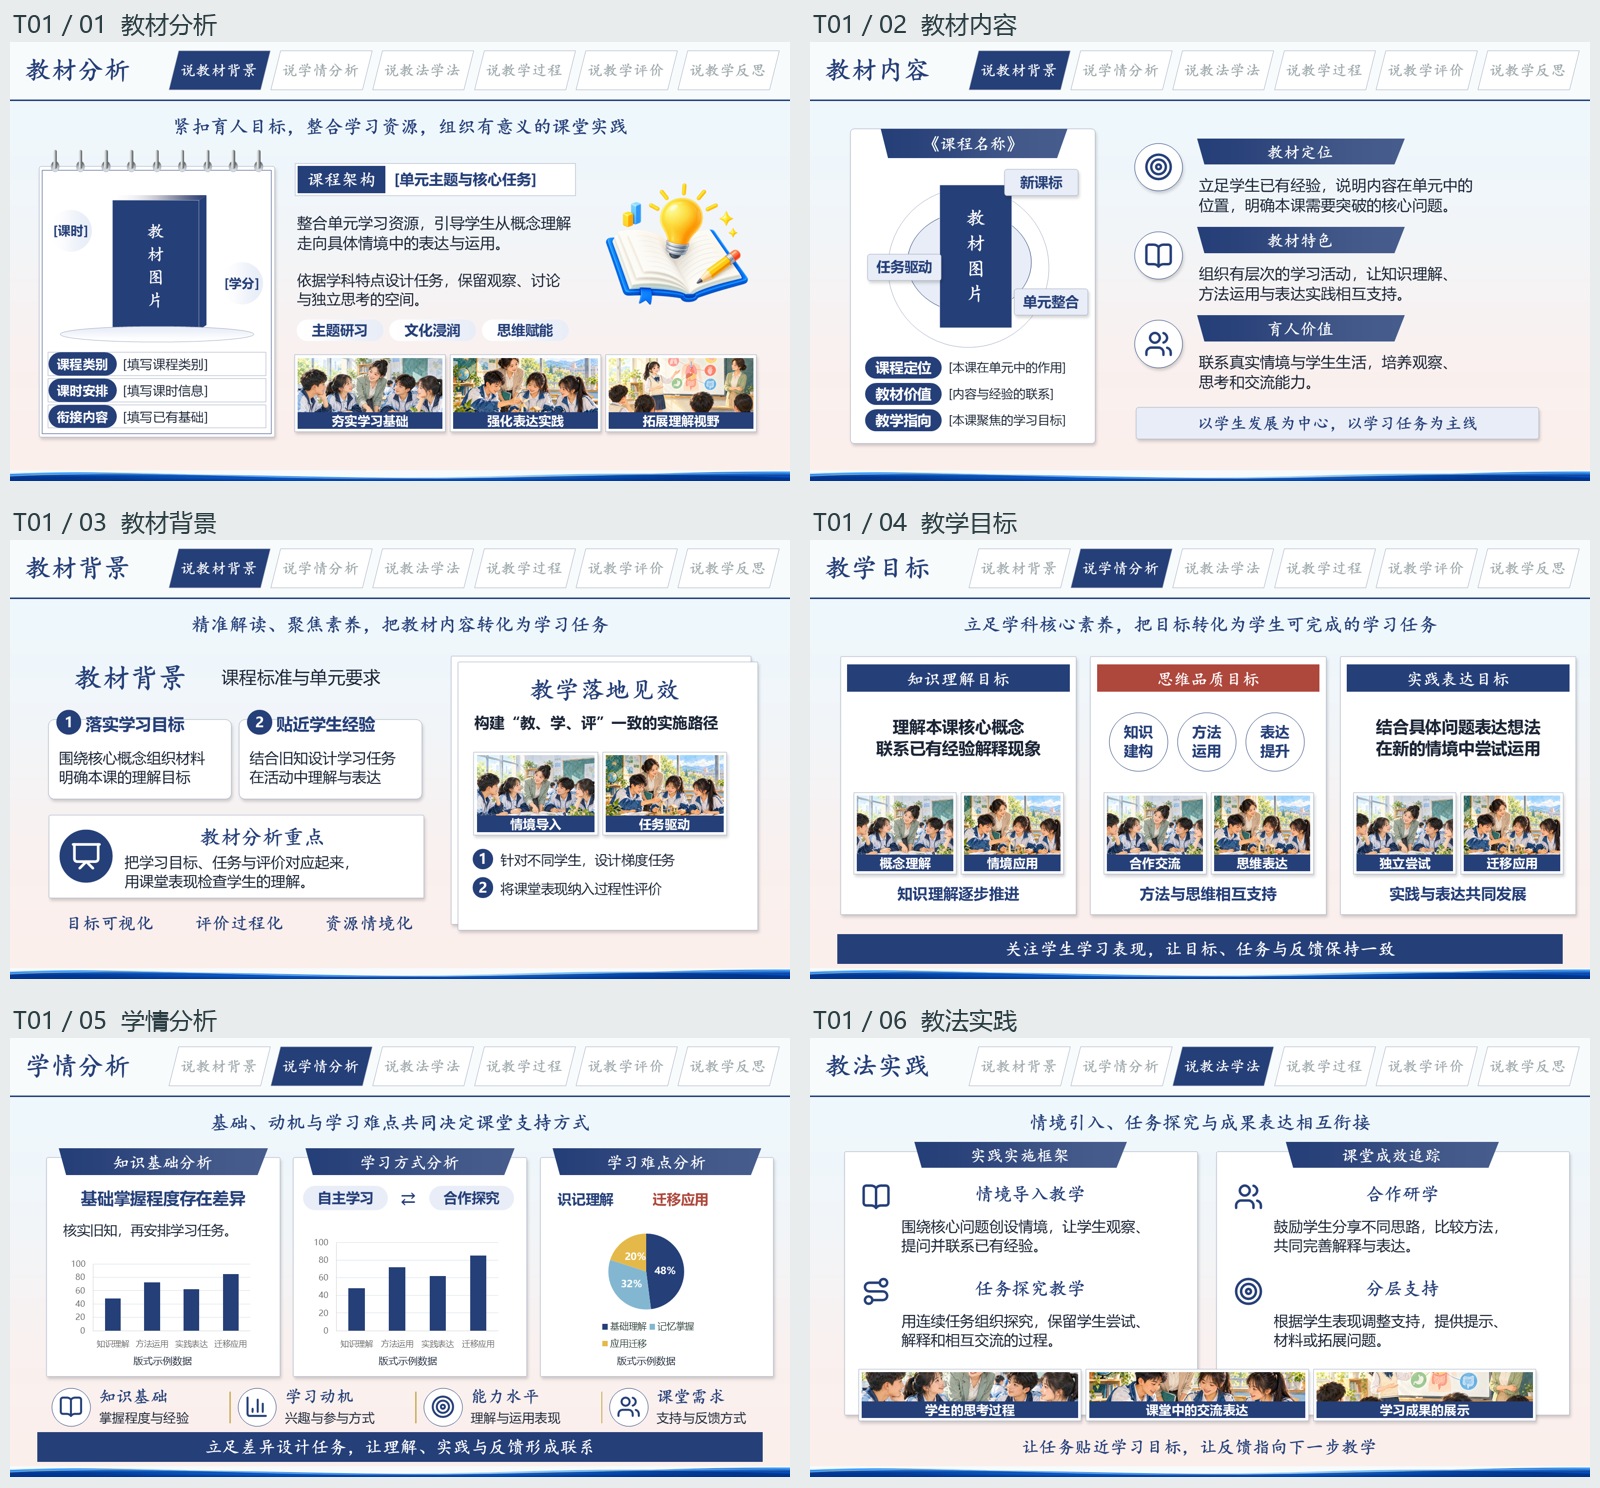 T01 / 01 教材分析
教材分析
说教材背景
说学情分析
说教法学法
说教学过程
说教学评价
说教学反思
紧扣育人目标，整合学习资源，组织有意义的课堂实践
[课时]
教材图片
[学分]
课程类别 [填写课程类别]
课时安排 [填写课时信息]
衔接内容 [填写已有基础]
课程架构 [单元主题与核心任务]
整合单元学习资源，引导学生从概念理解
走向具体情境中的表达与运用。
依据学科特点设计任务，保留观察、讨论
与独立思考的空间。
主题研习 文化浸润 思维赋能
夯实学习基础
强化表达实践
拓展理解视野
T01 / 02 教材内容
教材内容
说教材背景
说学情分析
说教法学法
说教学过程
说教学评价
说教学反思
《课程名称》
新课标
教材图片
任务驱动
单元整合
课程定位 [本课在单元中的作用]
教材价值 [内容与经验的联系]
教学指向 [本课聚焦的学习目标]
教材定位
立足学生已有经验，说明内容在单元中的
位置，明确本课需要突破的核心问题。
教材特色
组织有层次的学习活动，让知识理解、
方法运用与表达实践相互支持。
育人价值
联系真实情境与学生生活，培养观察、
思考和交流能力。
以学生发展为中心，以学习任务为主线
T01 / 03 教材背景
教材背景
说教材背景
说学情分析
说教法学法
说教学过程
说教学评价
说教学反思
精准解读、聚焦素养，把教材内容转化为学习任务
教材背景 课程标准与单元要求
1 落实学习目标
围绕核心概念组织材料
明确本课的理解目标
2 贴近学生经验
结合旧知设计学习任务
在活动中理解与表达
教材分析重点
把学习目标、任务与评价对应起来，
用课堂表现检查学生的理解。
目标可视化 评价过程化 资源情境化
教学落地见效
构建“教、学、评”一致的实施路径
情境导入
任务驱动
1 针对不同学生，设计梯度任务
2 将课堂表现纳入过程性评价
T01 / 04 教学目标
教学目标
说教材背景
说学情分析
说教法学法
说教学过程
说教学评价
说教学反思
立足学科核心素养，把目标转化为学生可完成的学习任务
知识理解目标
理解本课核心概念
联系已有经验解释现象
概念理解
情境应用
知识理解逐步推进
思维品质目标
知识建构
方法运用
表达提升
合作交流
思维表达
方法与思维相互支持
实践表达目标
结合具体问题表达想法
在新的情境中尝试运用
独立尝试
迁移应用
实践与表达共同发展
关注学生学习表现，让目标、任务与反馈保持一致
T01 / 05 学情分析
学情分析
说教材背景
说学情分析
说教法学法
说教学过程
说教学评价
说教学反思
基础、动机与学习难点共同决定课堂支持方式
知识基础分析
基础掌握程度存在差异
核实旧知，再安排学习任务。
100
80
60
40
20
0
知识理解 方法运用 实践表达 迁移应用
版式示例数据
学习方式分析
自主学习 ⇄ 合作探究
100
80
60
40
20
0
知识理解 方法运用 实践表达 迁移应用
版式示例数据
学习难点分析
识记理解 迁移应用
20%
48%
32%
基础理解 记忆掌握
应用迁移
版式示例数据
知识基础
掌握程度与经验
学习动机
兴趣与参与方式
能力水平
理解与运用表现
课堂需求
支持与反馈方式
立足差异设计任务，让理解、实践与反馈形成联系
T01 / 06 教法实践
教法实践
说教材背景
说学情分析
说教法学法
说教学过程
说教学评价
说教学反思
情境引入、任务探究与成果表达相互衔接
实践实施框架
情境导入教学
围绕核心问题创设情境，让学生观察、
提问并联系已有经验。
任务探究教学
用连续任务组织探究，保留学生尝试、
解释和相互交流的过程。
课堂成效追踪
合作研学
鼓励学生分享不同思路，比较方法，
共同完善解释与表达。
分层支持
根据学生表现调整支持，提供提示、
材料或拓展问题。
学生的思考过程
课堂中的交流表达
学习成果的展示
让任务贴近学习目标，让反馈指向下一步教学